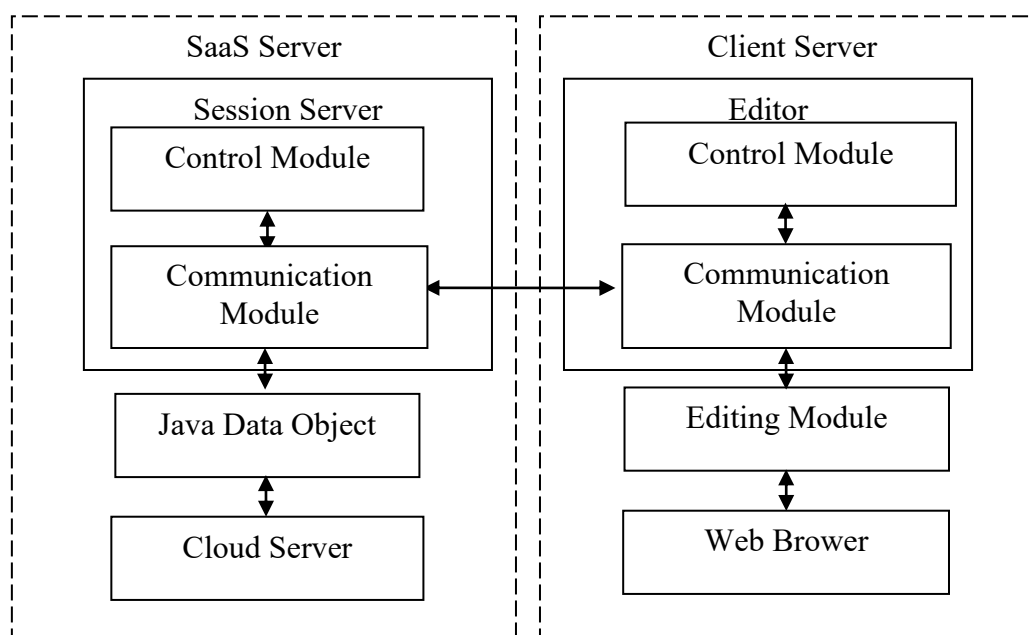 SaaS Server
Session Server
Control Module
Communication
Module
Java Data Object
Cloud Server
Client Server
Editor
Control Module
Communication
Module
Editing Module
Web Brower